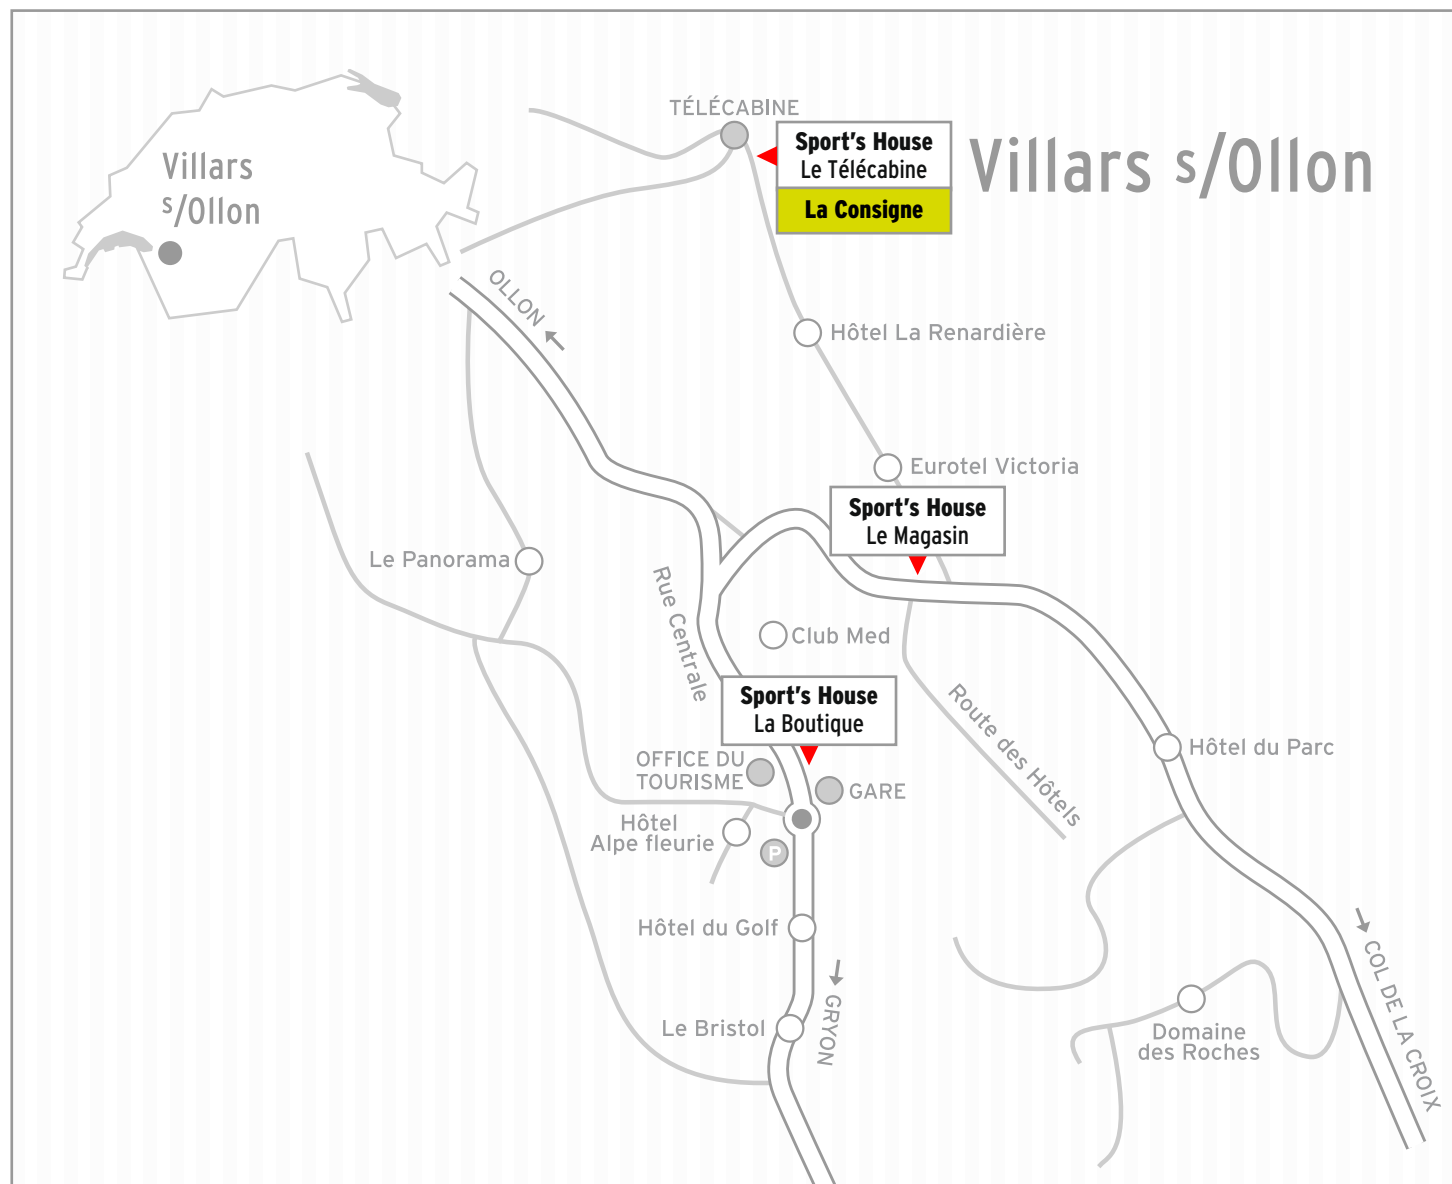 TÉLÉCABINE
Sport's House
Le Télécabine
La Consigne
Villars s/Ollon
Villars
s/Ollon
OLLON
Hôtel La Renardière
Eurotel Victoria
Sport's House
Le Magasin
Le Panorama
Rue Centrale
Club Med
Sport's House
La Boutique
Route des Hôtels
Hôtel du Parc
OFFICE DU
TOURISME
GARE
Hôtel
Alpe fleurie
P
Hôtel du Golf
GRYON
Le Bristol
COL DE LA CROIX
Domaine
des Roches